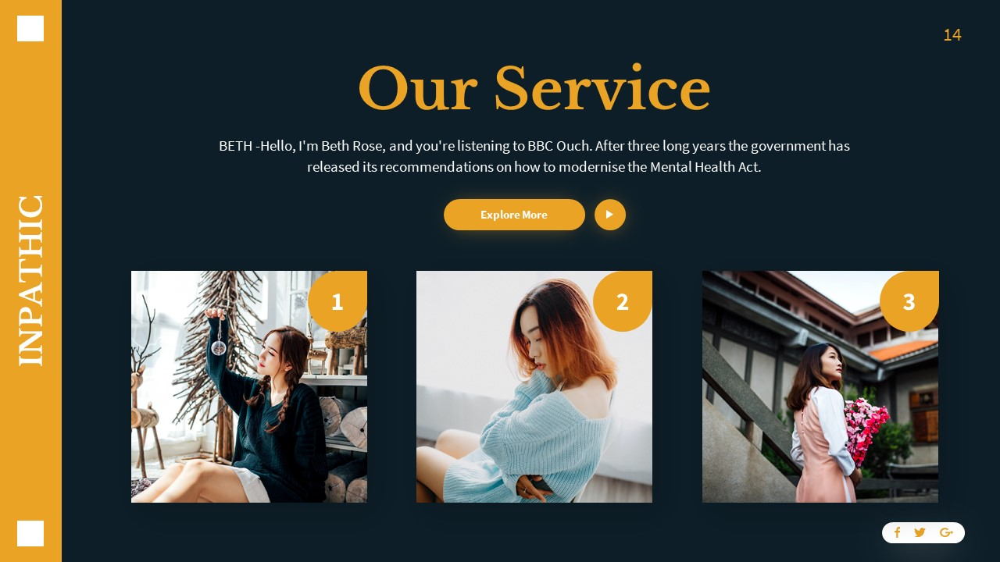 14
Our Service
BETH -Hello, I'm Beth Rose, and you're listening to BBC Ouch. After three long years the government has
released its recommendations on how to modernise the Mental Health Act.
Explore More
INPATHIC
1
2
3